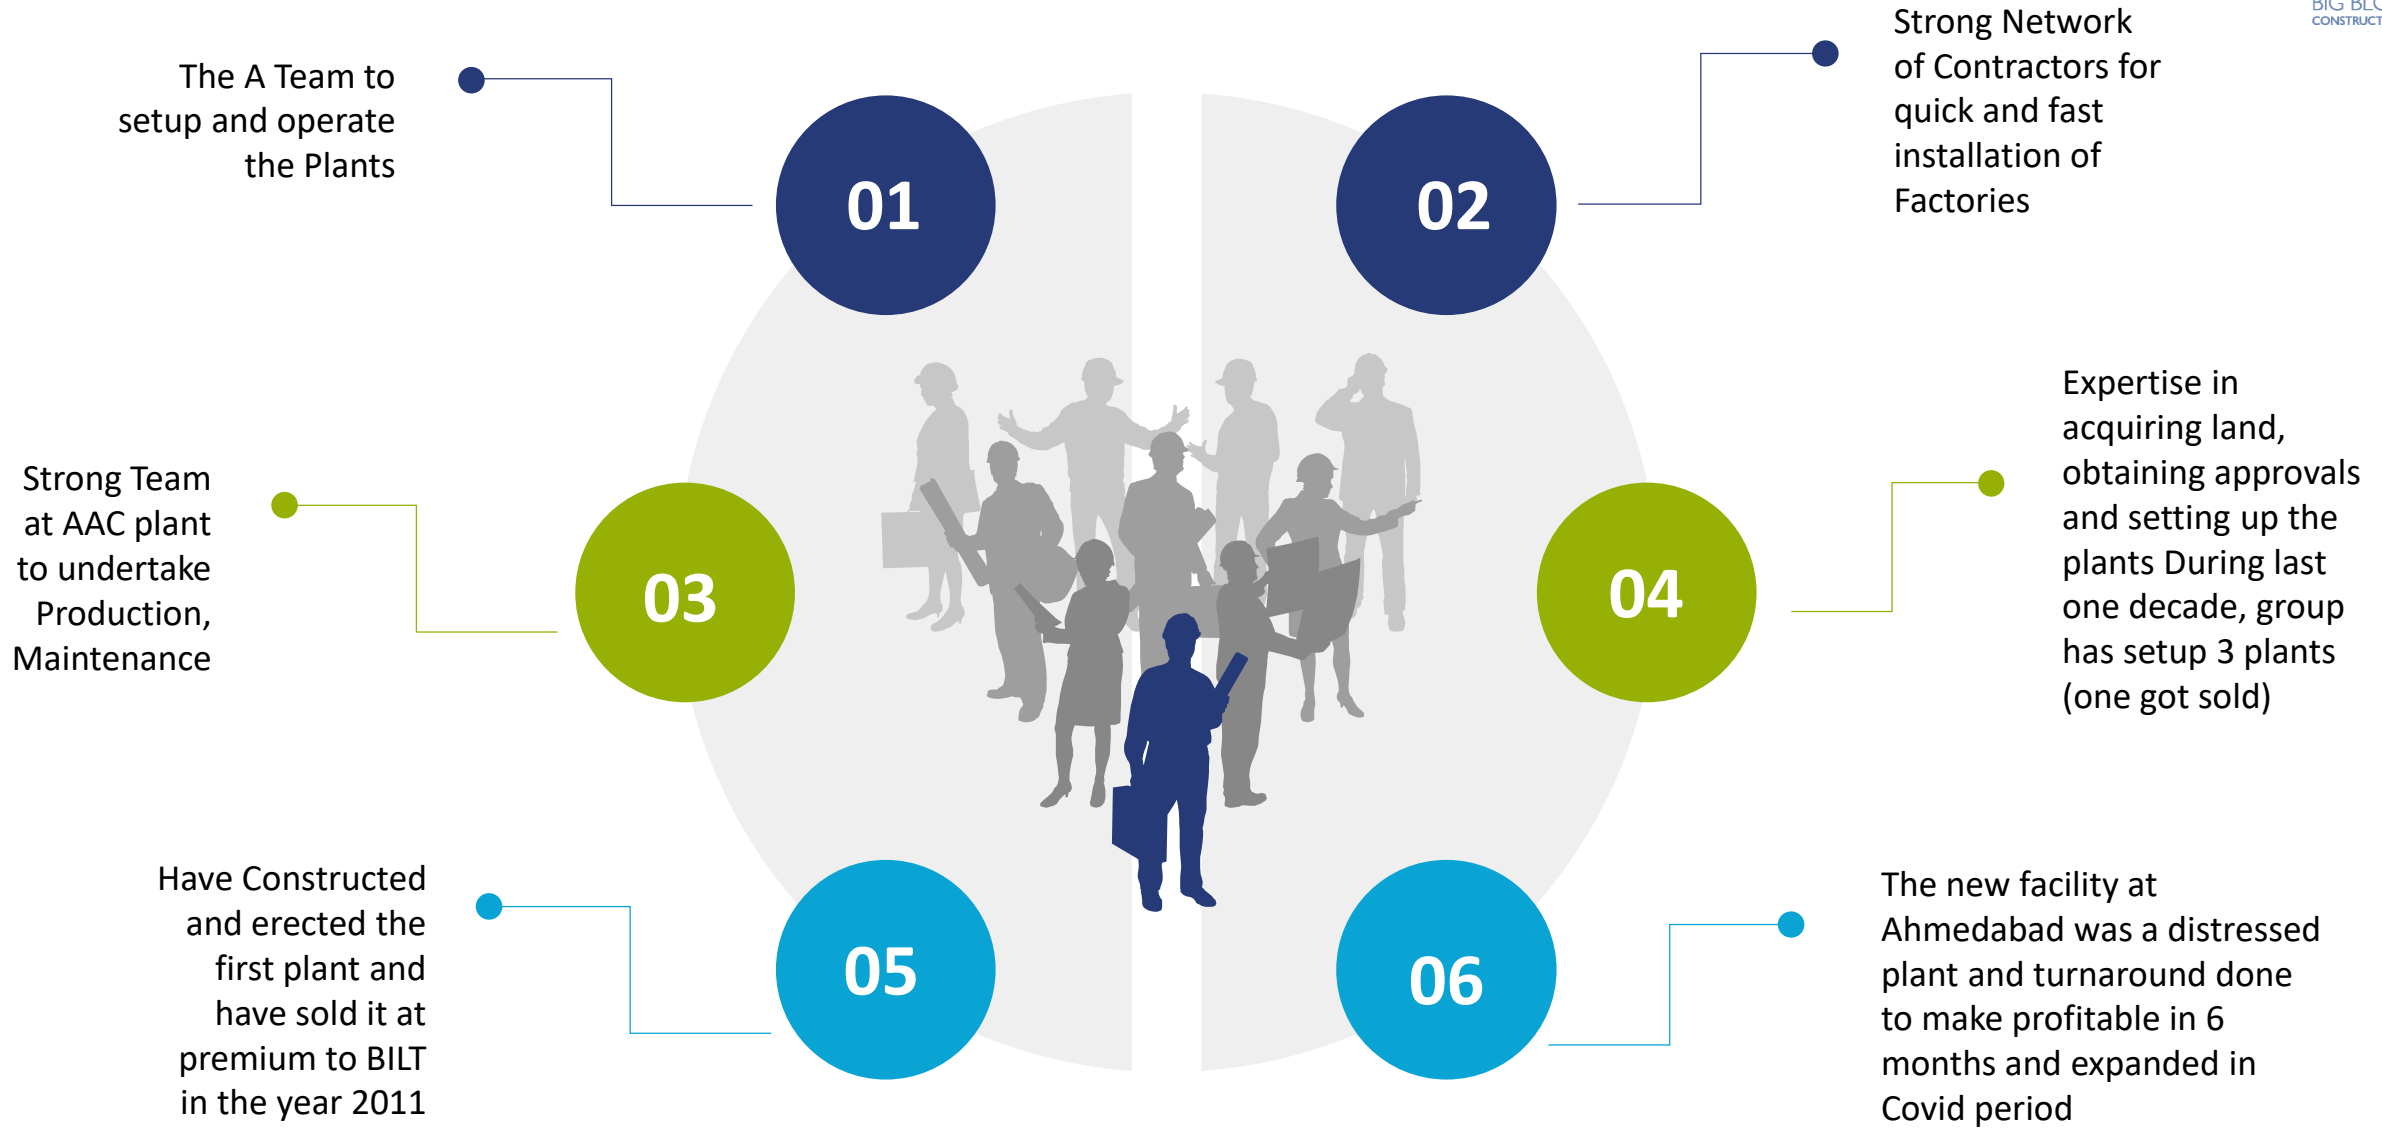 BIG
CONSTRUCT
The A Team to
setup and operate
the Plants
01
02
Strong Network
of Contractors for
quick and fast
installation of
Factories
Strong Team
at AAC plant
to undertake
Production,
Maintenance
03
04
Expertise in
acquiring land,
obtaining approvals
and setting up the
plants During last
one decade, group
has setup 3 plants
(one got sold)
Have Constructed
and erected the
first plant and
have sold it at
premium to BILT
in the year 2011
05
06
The new facility at
Ahmedabad was a distressed
plant and turnaround done
to make profitable in 6
months and expanded in
Covid period